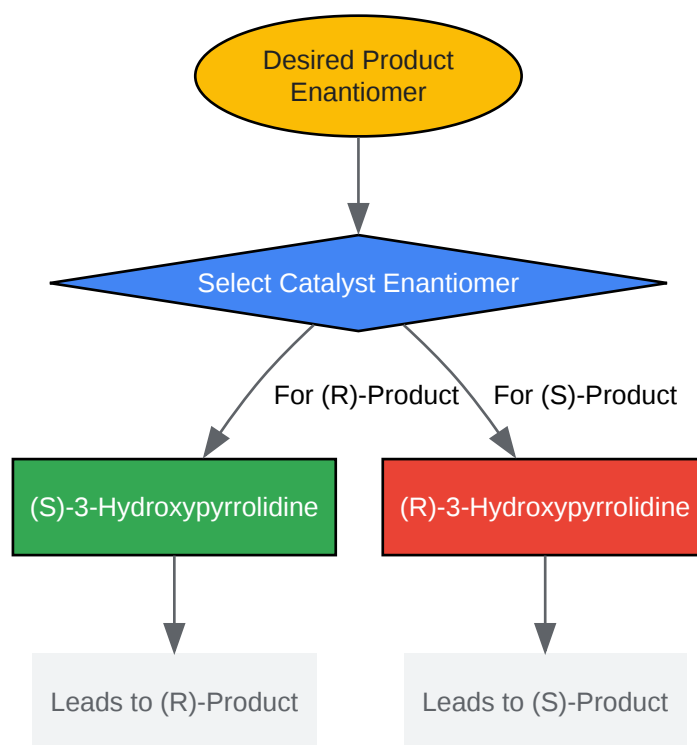 Desired Product
Enantiomer
Select Catalyst Enantiomer
For (R)-Product
For (S)-Product
(S)-3-Hydroxypyrrolidine
(R)-3-Hydroxypyrrolidine
Leads to (R)-Product
Leads to (S)-Product